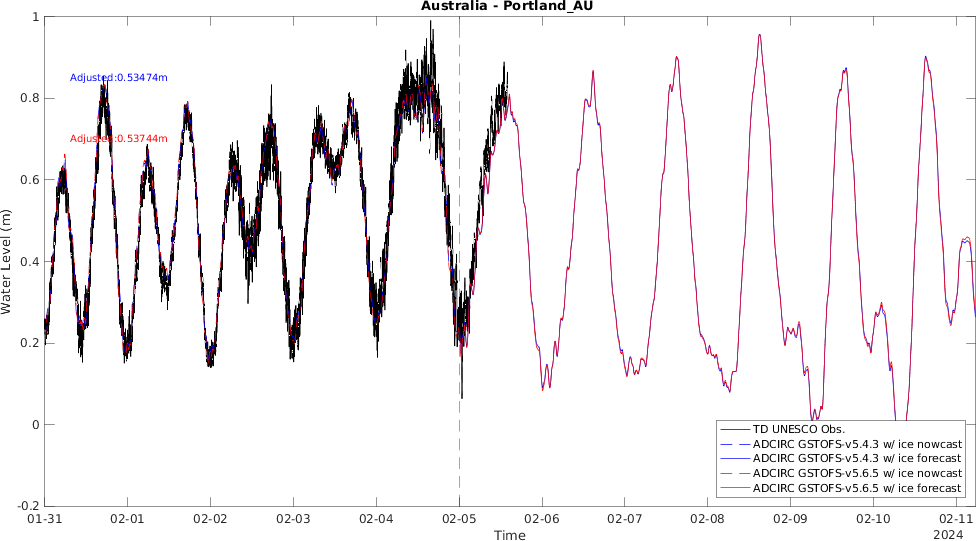 Australia - Portland_AU
1
0.8
0.6
0.4
0.2
0
-0.2
Water Level (m)
Adjusted:0.53474m
Adjusted:0.53744m
TD UNESCO Obs.
ADCIRC GSTOFS-v5.4.3 w/ ice nowcast
ADCIRC GSTOFS-v5.4.3 w/ ice forecast
ADCIRC GSTOFS-v5.6.5 w/ ice nowcast
ADCIRC GSTOFS-v5.6.5 w/ ice forecast
01-31 02-01 02-02 02-03 02-04 02-05 02-06 02-07 02-08 02-09 02-10 02-11
Time
2024